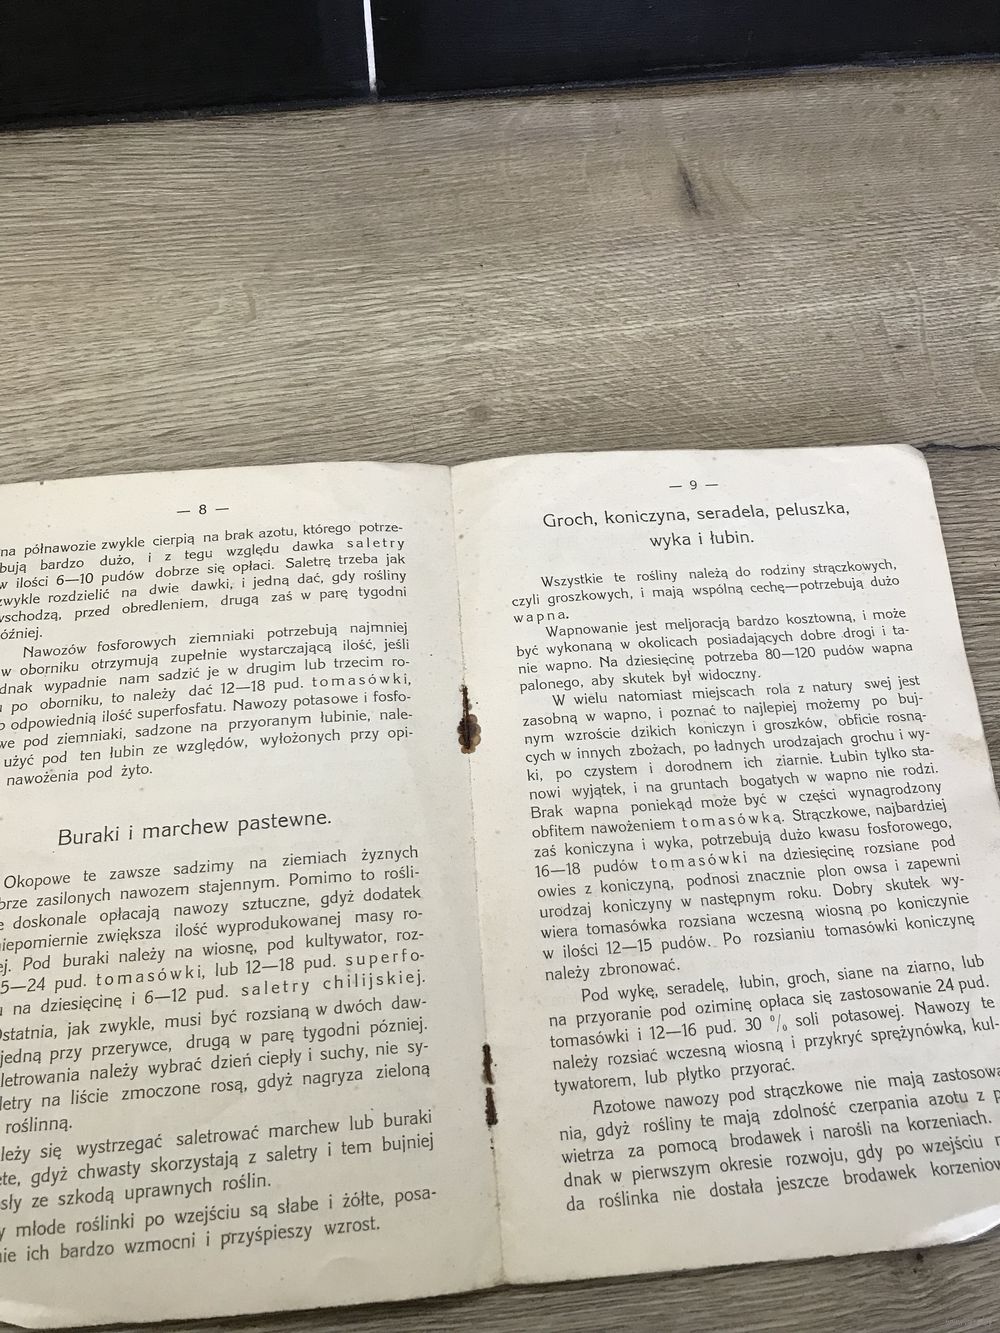 — 8 —
na półnawozie zwykle cierpią na brak azotu, którego potrze-
bują bardzo dużo, i z tegu względu dawka saletry
w ilości 6—10 pudów dobrze się opłaci. Saletrę trzeba jak
zwykle rozdzielić na dwie dawki, i jedną dać, gdy rośliny
wschodzą, przed obredleniem, drugą zaś w parę tygodni
óźniej.
Nawozów fosforowych ziemniaki potrzebują najmniej
w oborniku otrzymują zupełnie wystarczającą ilość, jeśli
dnak wypadnie nam sadzić je w drugim lub trzecim ro-
po oborniku, to należy dać 12—18 pud. tomasówki,
odpowiednią ilość superfosfatu. Nawozy potasowe i fosfo-
we pod ziemniaki, sadzone na przyoranym łubinie, nale-
użyć pod ten łubin ze względów, wyłożonych przy opi-
nawożenia pod żyto.
Buraki i marchew pastewne.
Okopowe te zawsze sadzimy na ziemiach żyznych
brze zasilonych nawozem stajennym. Pomimo to rośli-
e doskonale opłacają nawozy sztuczne, gdyż dodatek
niepomiernie zwiększa ilość wyprodukowanej masy ro-
ej. Pod buraki należy na wiosnę, pod kultywator, roz-
5—24 pud. tomasówki, lub 12—18 pud. superfo-
na dziesięcinę i 6—12 pud. saletry chilijskiej.
Ostatnia, jak zwykle, musi być rozsianą w dwóch daw-
jedną przy przerywce, drugą w parę tygodni później.
letrowania należy wybrać dzień ciepły i suchy, nie sy-
letry na liście zmoczone rosą, gdyż nagryza zieloną
roślinną.
leży się wystrzegać saletrować marchew lub buraki
ete, gdyż chwasty skorzystają z saletry i tem bujniej
sły ze szkodą uprawnych roślin.
y młode roślinki po wzejściu są słabe i żółte, posa-
nie ich bardzo wzmocni i przyśpieszy wzrost.
— 9 —
Groch, koniczyna, seradela, peluszka,
wyka i łubin.
Wszystkie te rośliny należą do rodziny strączkowych,
czyli groszkowych, i mają wspólną cechę—potrzebują dużo
wapna.
Wapnowanie jest meljoracją bardzo kosztowną, i może
być wykonaną w okolicach posiadających dobre drogi i ta-
nie wapno. Na dziesięcinę potrzeba 80—120 pudów wapna
palonego, aby skutek był widoczny.
W wielu natomiast miejscach rola z natury swej jest
zasobną w wapno, i poznać to najlepiej możemy po buj-
nym wzroście dzikich koniczyn i groszków, obficie rosną-
cych w innych zbożach, po ładnych urodzajach grochu i wy-
ki, po czystem i dorodnem ich ziarnie. Łubin tylko sta-
nowi wyjątek, i na gruntach bogatych w wapno nie rodzi.
Brak wapna poniekąd może być w części wynagrodzony
obfitem nawożeniem tomasówką. Strączkowe, najbardziej
zaś koniczyna i wyka, potrzebują dużo kwasu fosforowego,
16—18 pudów tomasówki na dziesięcinę rozsiane pod
owies z koniczyną, podnosi znacznie plon owsa i zapewni
urodzaj koniczyny w następnym roku. Dobry skutek wy-
wiera tomasówka rozsiana wczesną wiosną po koniczynie
w ilości 12—15 pudów. Po rozsianiu tomasówki koniczynę
należy zbronować.
Pod wykę, seradelę, łubin, groch, siane na ziarno, lub
na przyoranie pod oziminę opłaca się zastosowanie 24 pud.
tomasówki i 12—16 pud. 30 % soli potasowej. Nawozy te
należy rozsiać wczesną wiosną i przykryć sprężynówką, kul-
tywatorem, lub płytko przyorać.
Azotowe nawozy pod strączkowe nie mają zastosowa
nia, gdyż rośliny te mają zdolność czerpania azotu z p
wietrza za pomocą brodawek i narośli na korzeniach.
dnak w pierwszym okresie rozwoju, gdy po wzejściu
da roślinka nie dostała jeszcze brodawek korzeniow